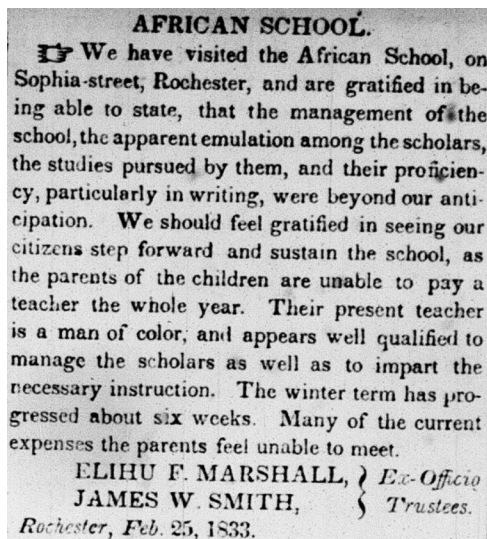 AFRICAN SCHOOL.
☞ We have visited the African School, on
Sophia-street, Rochester, and are gratified in be-
ing able to state, that the management of the
school, the apparent emulation among the scholars,
the studies pursued by them, and their proficien-
cy, particularly in writing, were beyond our anti-
cipation. We should feel gratified in seeing our
citizens step forward and sustain the school, as
the parents of the children are unable to pay a
teacher the whole year. Their present teacher
is a man of color, and appears well qualified to
manage the scholars as well as to impart the
necessary instruction. The winter term has pro-
gressed about six weeks. Many of the current
expenses the parents feel unable to meet.
ELIHU F. MARSHALL, } Ex-Officio
JAMES W. SMITH, } Trustees.
Rochester, Feb. 25, 1833.